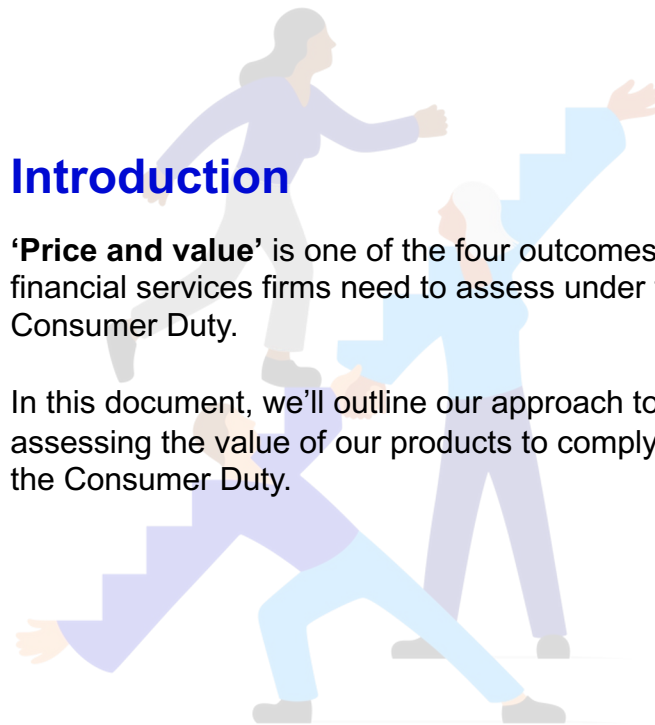 Introduction
‘Price and value’ is one of the four outcomes
financial services firms need to assess under
Consumer Duty.
In this document, we’ll outline our approach to
assessing the value of our products to comply
the Consumer Duty.